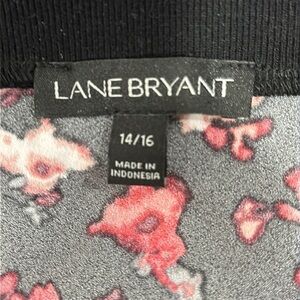 LANE BRYANT
14/16
MADE IN
INDONESIA